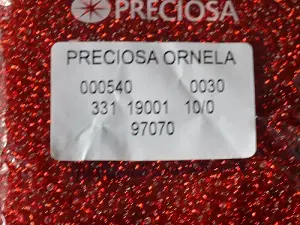 PRECIOSA
PRECIOSA ORNELA
000540 0030
331 19001 10/0
97070